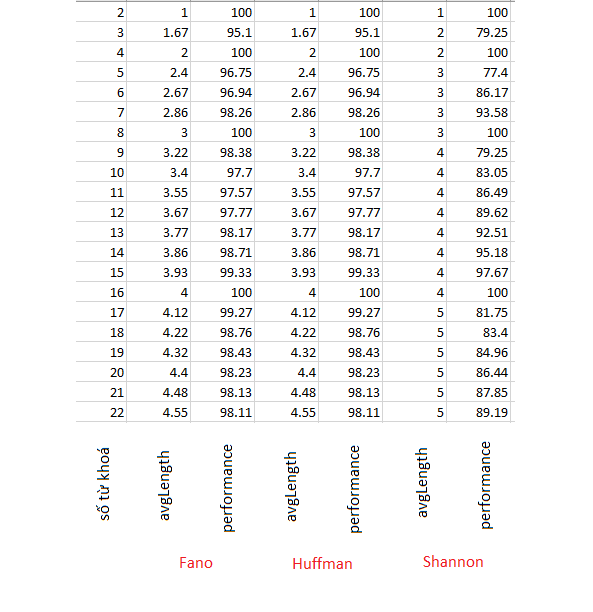 2 1 100 1 100 1 100
3 1.67 95.1 1.67 95.1 2 79.25
4 2 100 2 100 2 100
5 2.4 96.75 2.4 96.75 3 77.4
6 2.67 96.94 2.67 96.94 3 86.17
7 2.86 98.26 2.86 98.26 3 93.58
8 3 100 3 100 3 100
9 3.22 98.38 3.22 98.38 4 79.25
10 3.4 97.7 3.4 97.7 4 83.05
11 3.55 97.57 3.55 97.57 4 86.49
12 3.67 97.77 3.67 97.77 4 89.62
13 3.77 98.17 3.77 98.17 4 92.51
14 3.86 98.71 3.86 98.71 4 95.18
15 3.93 99.33 3.93 99.33 4 97.67
16 4 100 4 100 4 100
17 4.12 99.27 4.12 99.27 5 81.75
18 4.22 98.76 4.22 98.76 5 83.4
19 4.32 98.43 4.32 98.43 5 84.96
20 4.4 98.23 4.4 98.23 5 86.44
21 4.48 98.13 4.48 98.13 5 87.85
22 4.55 98.11 4.55 98.11 5 89.19
số từ khoá avgLength performance avgLength performance avgLength performance
Fano Huffman Shannon